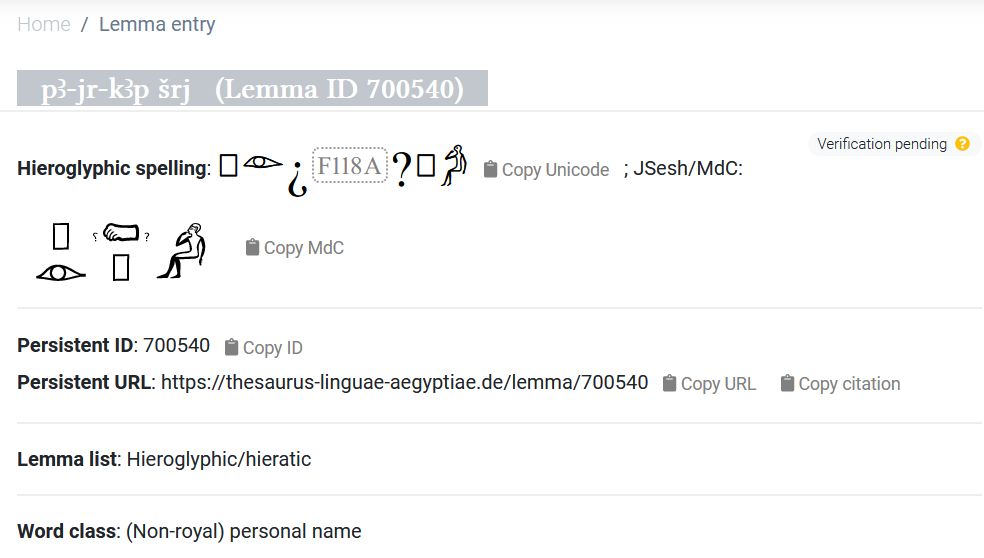 Home / Lemma entry
pꜣ-jr-kꜣp šrj (Lemma ID 700540)
Verification pending ?
Hieroglyphic spelling: 𓊪𓁹¿F118A?𓊪𓀼 Copy Unicode ; JSesh/MdC:
Copy MdC
Persistent ID: 700540 Copy ID
Persistent URL: https://thesaurus-linguae-aegyptiae.de/lemma/700540 Copy URL Copy citation
Lemma list: Hieroglyphic/hieratic
Word class: (Non-royal) personal name